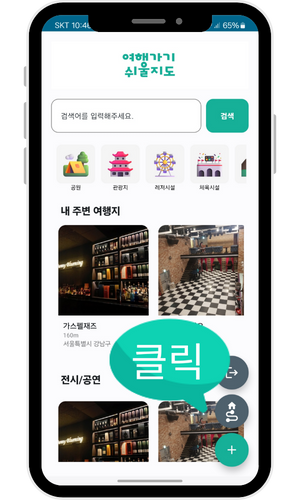 SKT 10:46
65%
여행가기
쉬울지도
검색어를 입력해주세요.
검색
공원
관광지
레저시설
체육시설
내 주변 여행지
가스펠재즈
160m
서울특별시 강남구
클릭
전시/공연